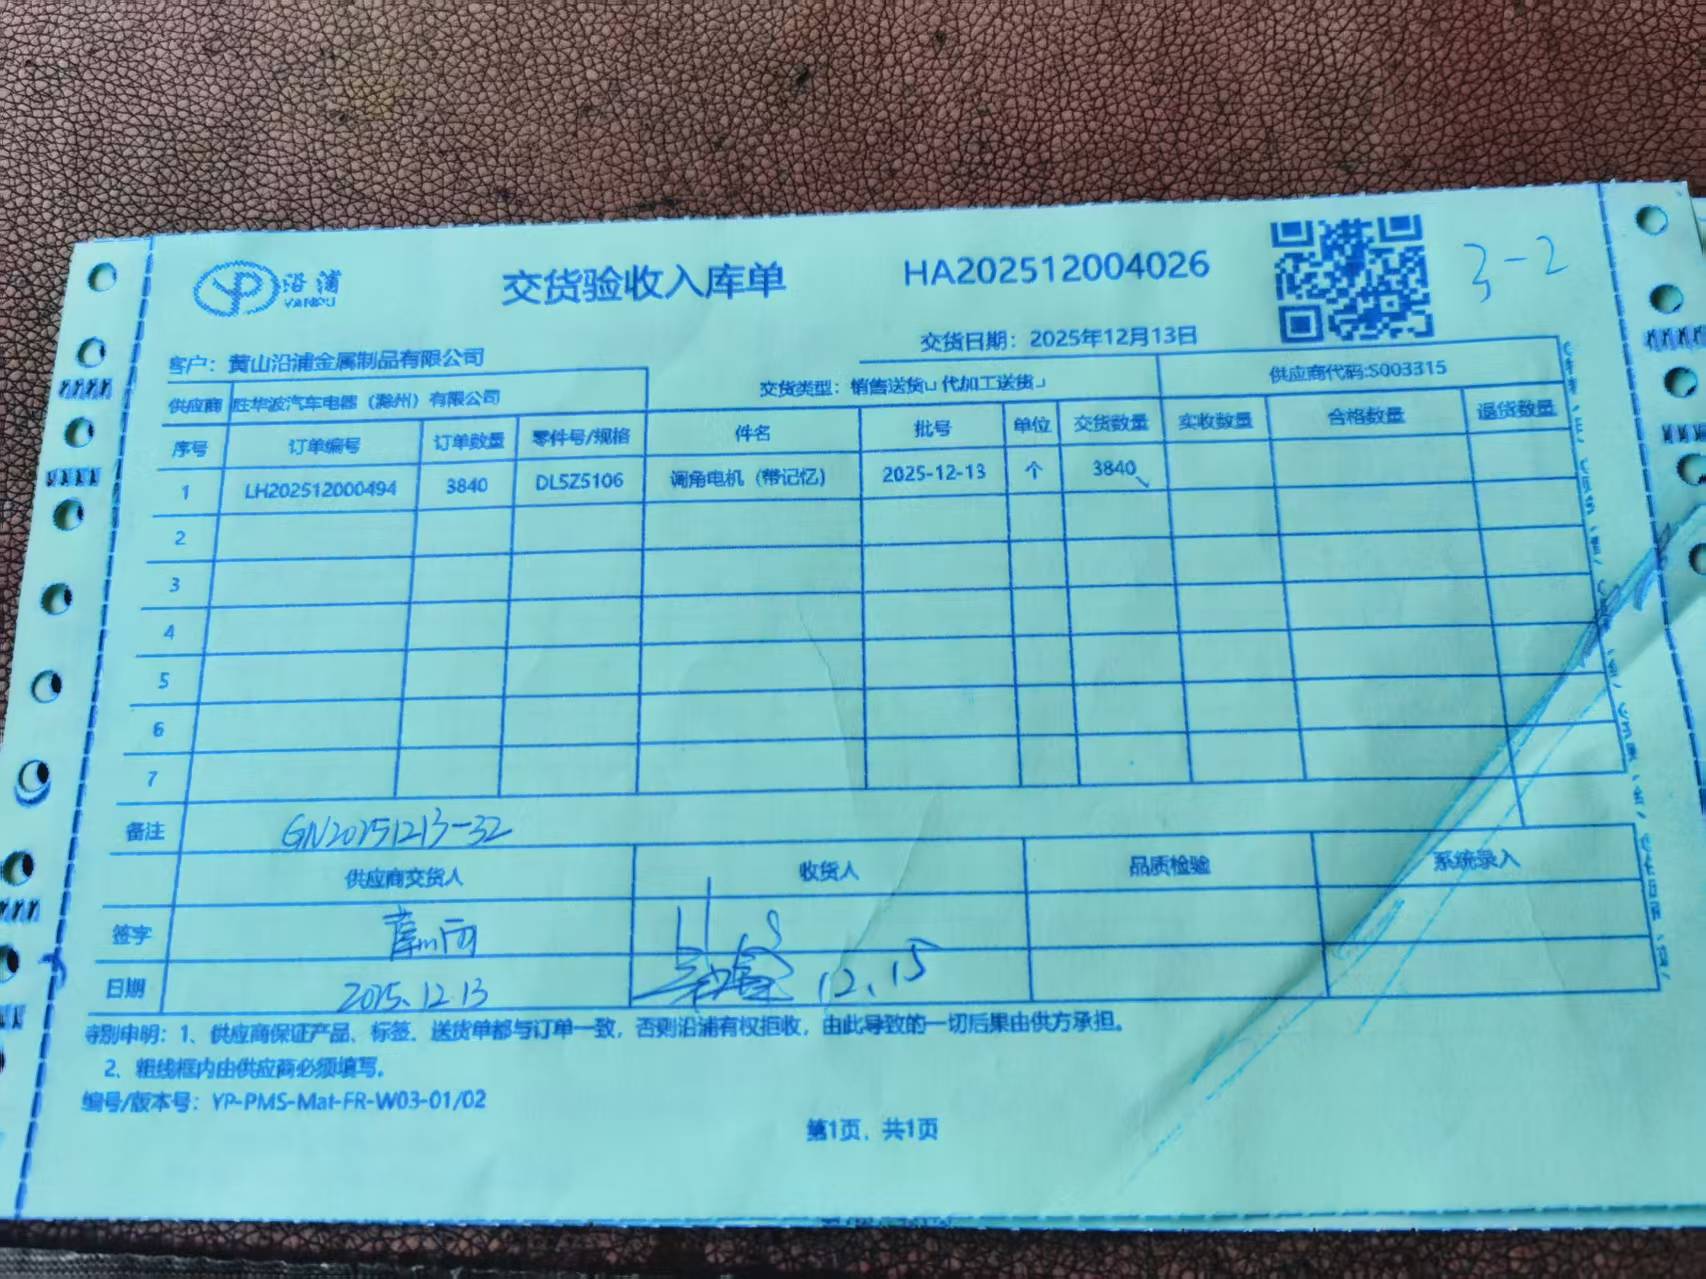 沿浦
YANPU
交货验收入库单
HA202512004026
3-2
交货日期：2025年12月13日
客户：黄山沿浦金属制品有限公司
供应商 胜华波汽车电器（滁州）有限公司
交货类型：销售送货 代加工送货
供应商代码:S003315
序号 订单编号 订单数量 零件号/规格 件名 批号 单位 交货数量 实收数量 合格数量 退货数量
1 LH202512000494 3840 DL5Z5106 调角电机（带记忆） 2025-12-13 个 3840
2
3
4
5
6
7
备注 GN20251213-32
供应商交货人 收货人 品质检验 系统录入
签字
日期 2025.12.13 12.15
特别申明：1、供应商保证产品、标签、送货单都与订单一致，否则沿浦有权拒收，由此导致的一切后果由供方承担。
2、粗线框内由供应商必须填写。
编号/版本号：YP-PMS-Mat-FR-W03-01/02
第1页，共1页